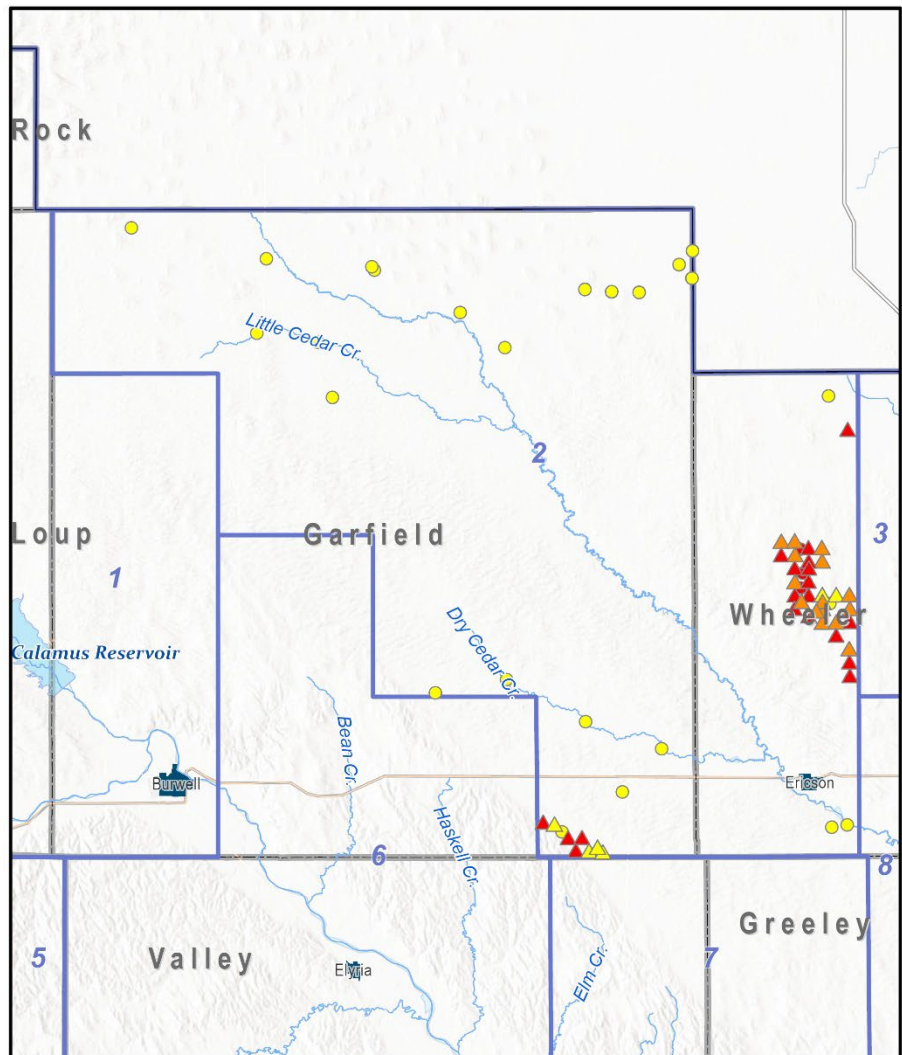 Rock
Little Cedar Cr.
2
Loup
Garfield
3
1
Wheeler
Dry Cedar Cr.
Calamus Reservoir
Bean Cr.
Burwell
Ericson
Haskell Cr.
6
8
Greeley
5
Valley
7
Elyria
Elm Cr.